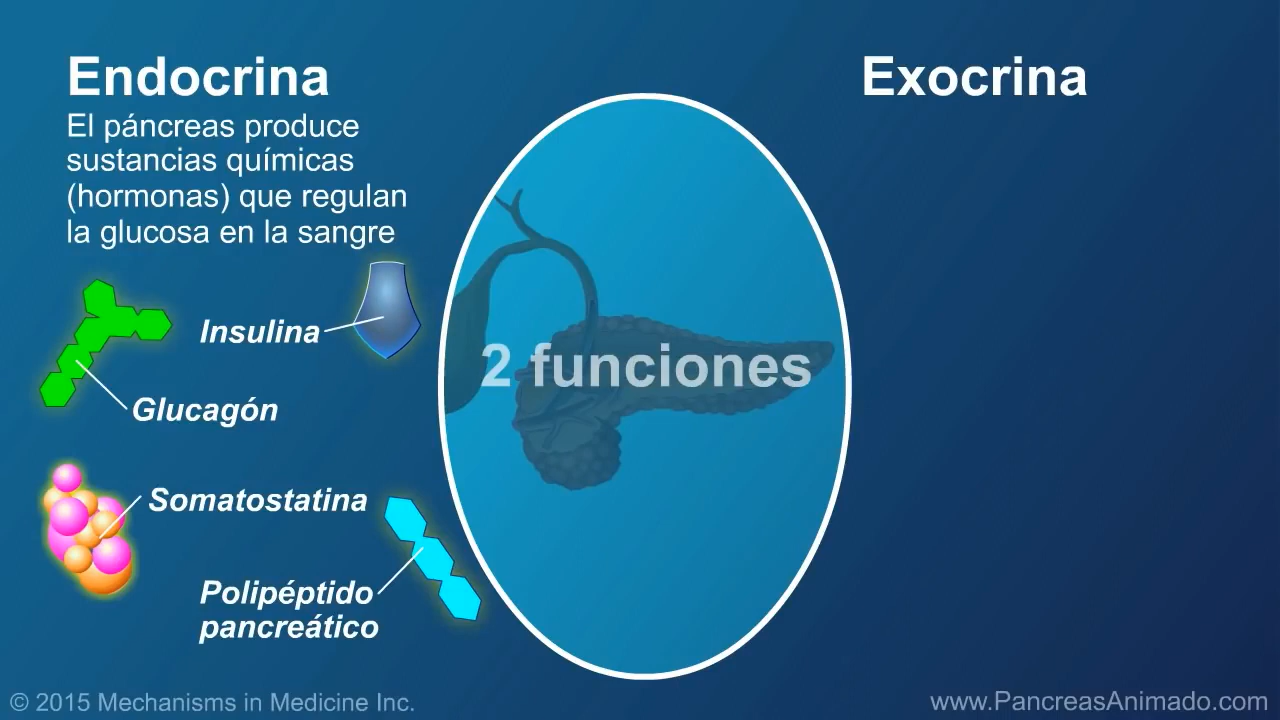 Endocrina
El páncreas produce
sustancias químicas
(hormonas) que regulan
la glucosa en la sangre
Insulina
Glucagón
Somatostatina
Polipéptido
pancreático
2 funciones
Exocrina
© 2015 Mechanisms in Medicine Inc.
www.PancreasAnimado.com